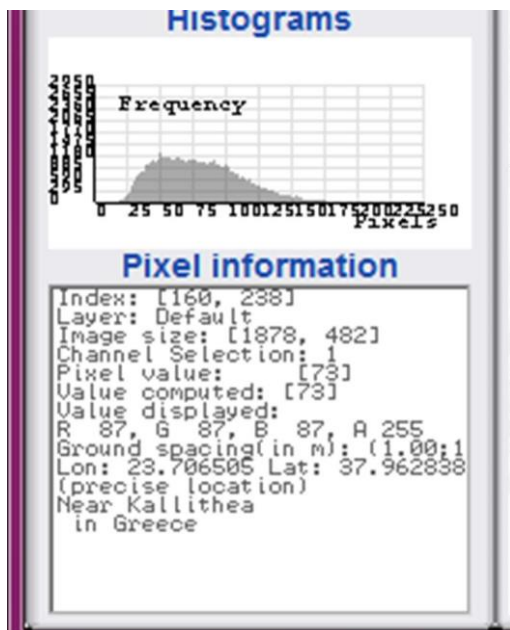 Histograms
Frequency
0 25 50 75 100125150175200225250
Pixels
Pixel information
Index: [160, 238]
Layer: Default
Image size: [1878, 482]
Channel Selection: 1
Pixel value: [73]
Value computed: [73]
Value displayed:
R 87, G 87, B 87, A 255
Ground spacing(in m): (1.00:1
Lon: 23.706505 Lat: 37.962838
(precise location)
Near Kallithea
in Greece